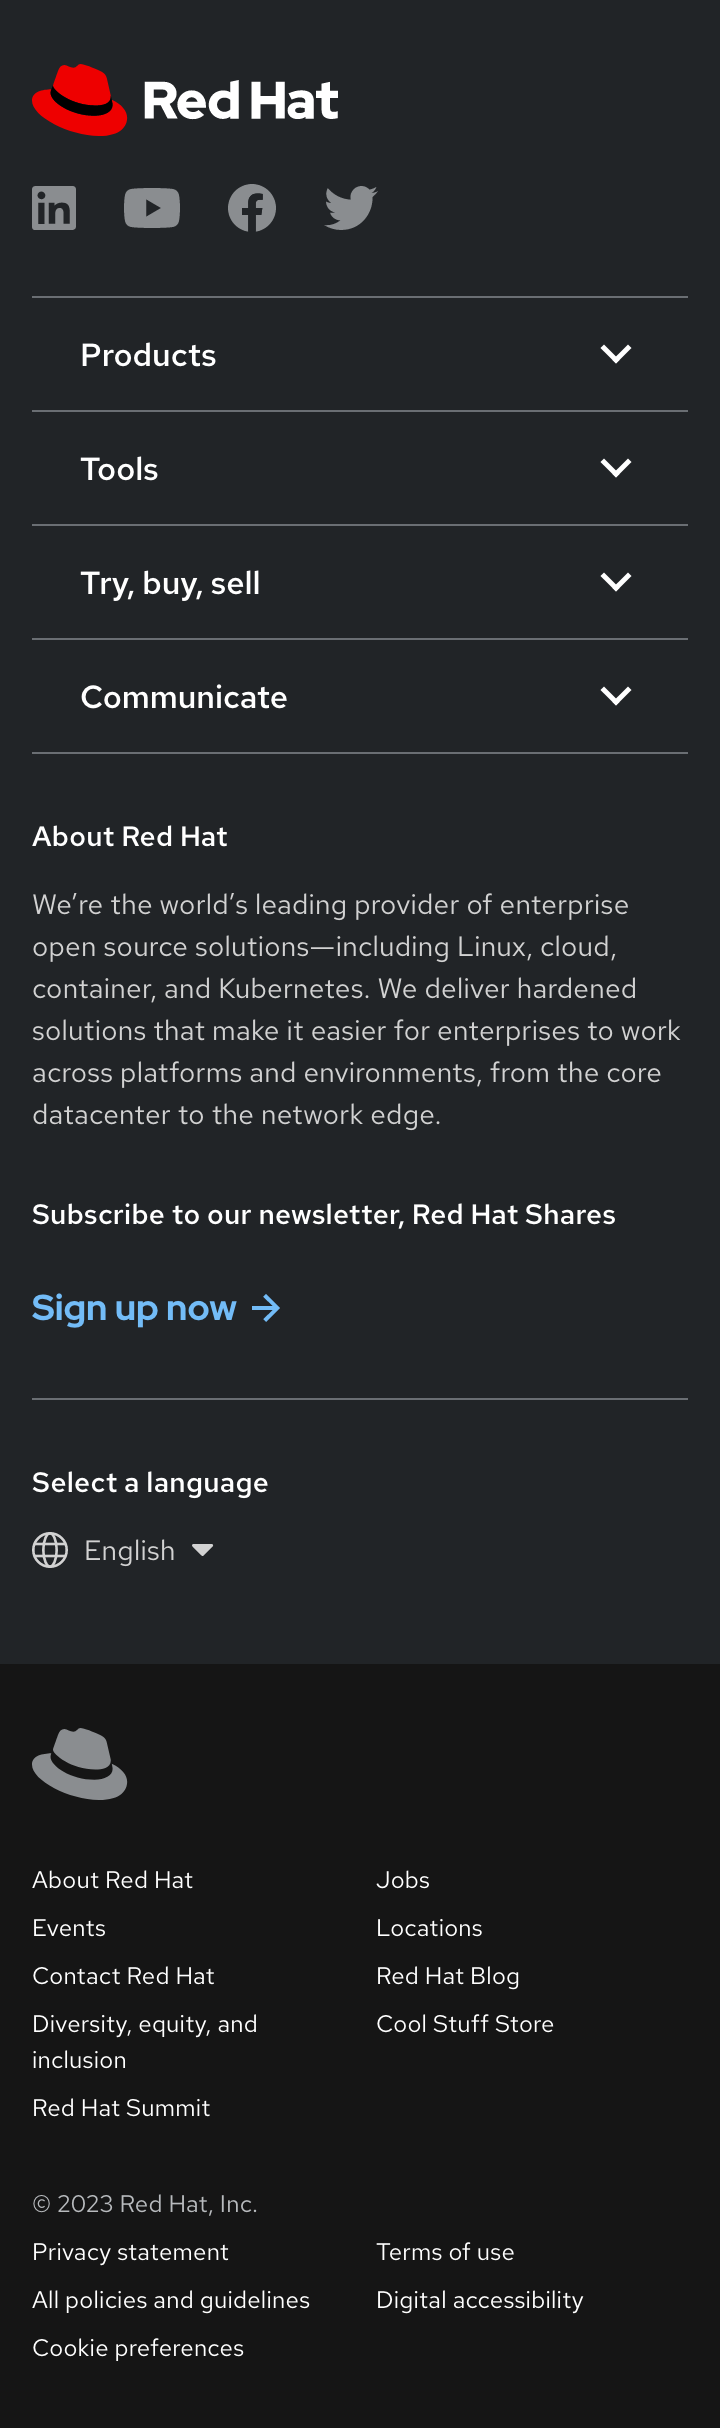 Red Hat
in
Products
Tools
Try, buy, sell
Communicate
About Red Hat
We’re the world’s leading provider of enterprise
open source solutions—including Linux, cloud,
container, and Kubernetes. We deliver hardened
solutions that make it easier for enterprises to work
across platforms and environments, from the core
datacenter to the network edge.
Subscribe to our newsletter, Red Hat Shares
Sign up now →
Select a language
English
About Red Hat
Events
Contact Red Hat
Diversity, equity, and
inclusion
Red Hat Summit
Jobs
Locations
Red Hat Blog
Cool Stuff Store
© 2023 Red Hat, Inc.
Privacy statement
All policies and guidelines
Cookie preferences
Terms of use
Digital accessibility